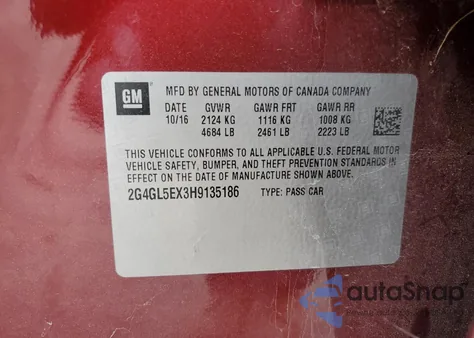 GM
MFD BY GENERAL MOTORS OF CANADA COMPANY
DATE GVWR GAWR FRT GAWR RR
10/16 2124 KG 1116 KG 1008 KG
4684 LB 2461 LB 2223 LB
THIS VEHICLE CONFORMS TO ALL APPLICABLE U.S. FEDERAL MOTOR
VEHICLE SAFETY, BUMPER, AND THEFT PREVENTION STANDARDS IN
EFFECT ON THE DATE OF MANUFACTURE SHOWN ABOVE.
2G4GL5EX3H9135186 TYPE: PASS CAR
autoSnap